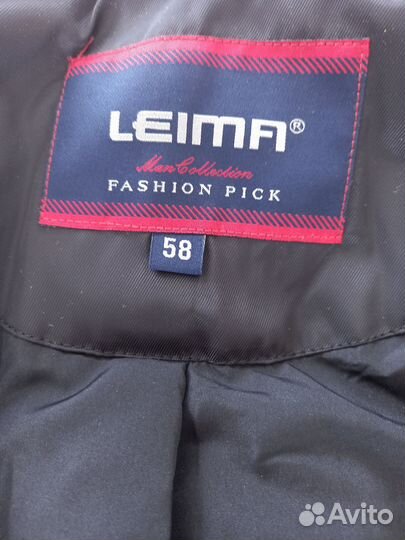 LEIMA®
Man Collection
FASHION PICK
58
Avito